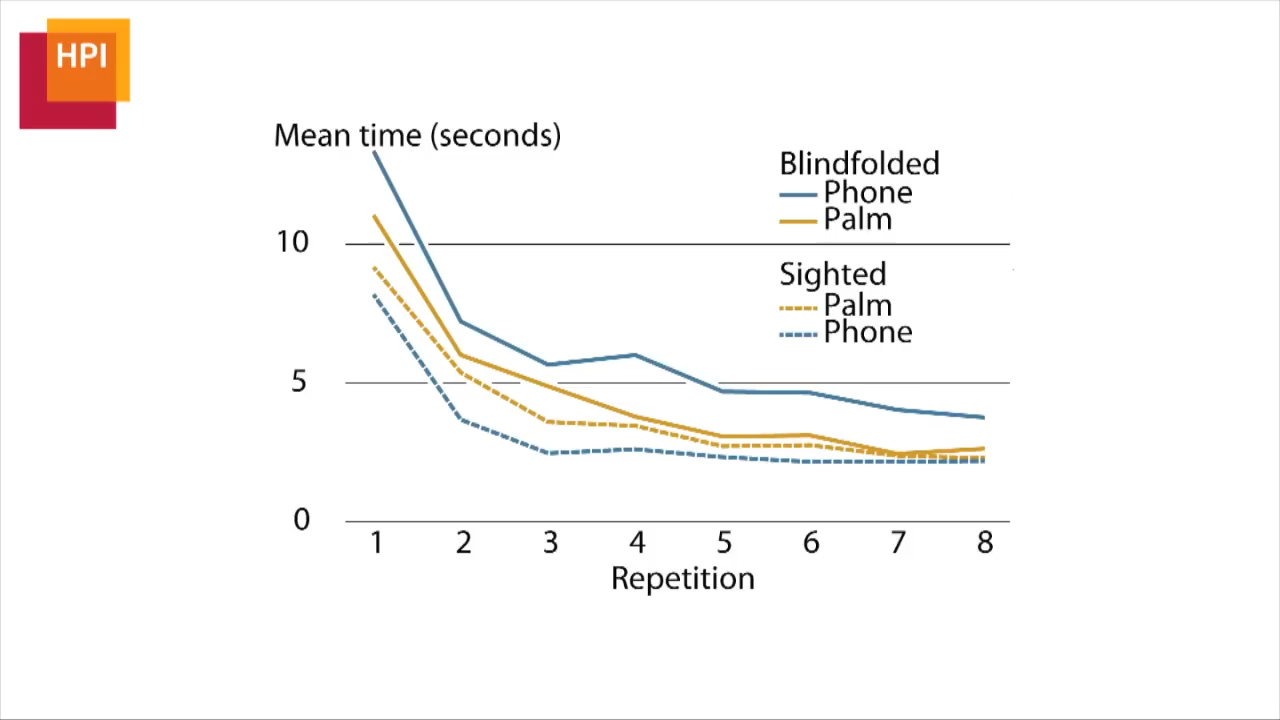 HPI
Mean time (seconds)
Blindfolded
Phone
Palm
10
Sighted
Palm
Phone
5
0
1 2 3 4 5 6 7 8
Repetition